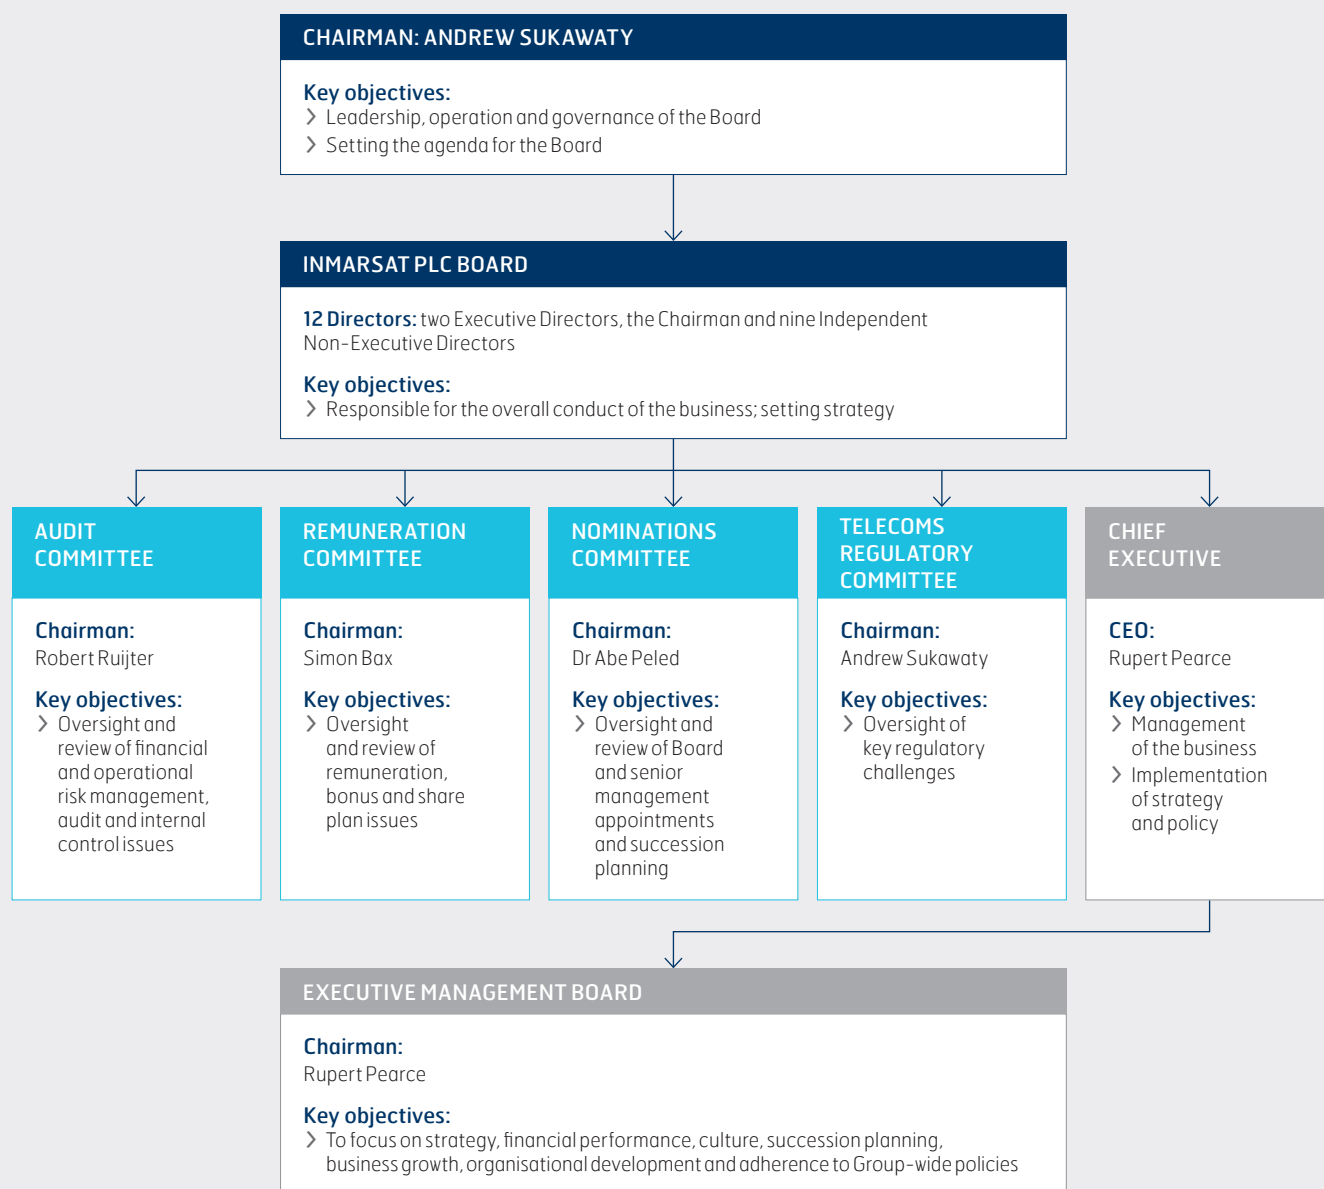 CHAIRMAN: ANDREW SUKAWATY
Key objectives:
> Leadership, operation and governance of the Board
> Setting the agenda for the Board
INMARSAT PLC BOARD
12 Directors: two Executive Directors, the Chairman and nine Independent
Non-Executive Directors
Key objectives:
> Responsible for the overall conduct of the business; setting strategy
AUDIT
COMMITTEE
Chairman:
Robert Ruijter
Key objectives:
> Oversight and
review of financial
and operational
risk management,
audit and internal
control issues
REMUNERATION
COMMITTEE
Chairman:
Simon Bax
Key objectives:
> Oversight
and review of
remuneration,
bonus and share
plan issues
NOMINATIONS
COMMITTEE
Chairman:
Dr Abe Peled
Key objectives:
> Oversight and
review of Board
and senior
management
appointments
and succession
planning
TELECOMS
REGULATORY
COMMITTEE
Chairman:
Andrew Sukawaty
Key objectives:
> Oversight of
key regulatory
challenges
CHIEF
EXECUTIVE
CEO:
Rupert Pearce
Key objectives:
> Management
of the business
> Implementation
of strategy
and policy
EXECUTIVE MANAGEMENT BOARD
Chairman:
Rupert Pearce
Key objectives:
> To focus on strategy, financial performance, culture, succession planning,
business growth, organisational development and adherence to Group-wide policies